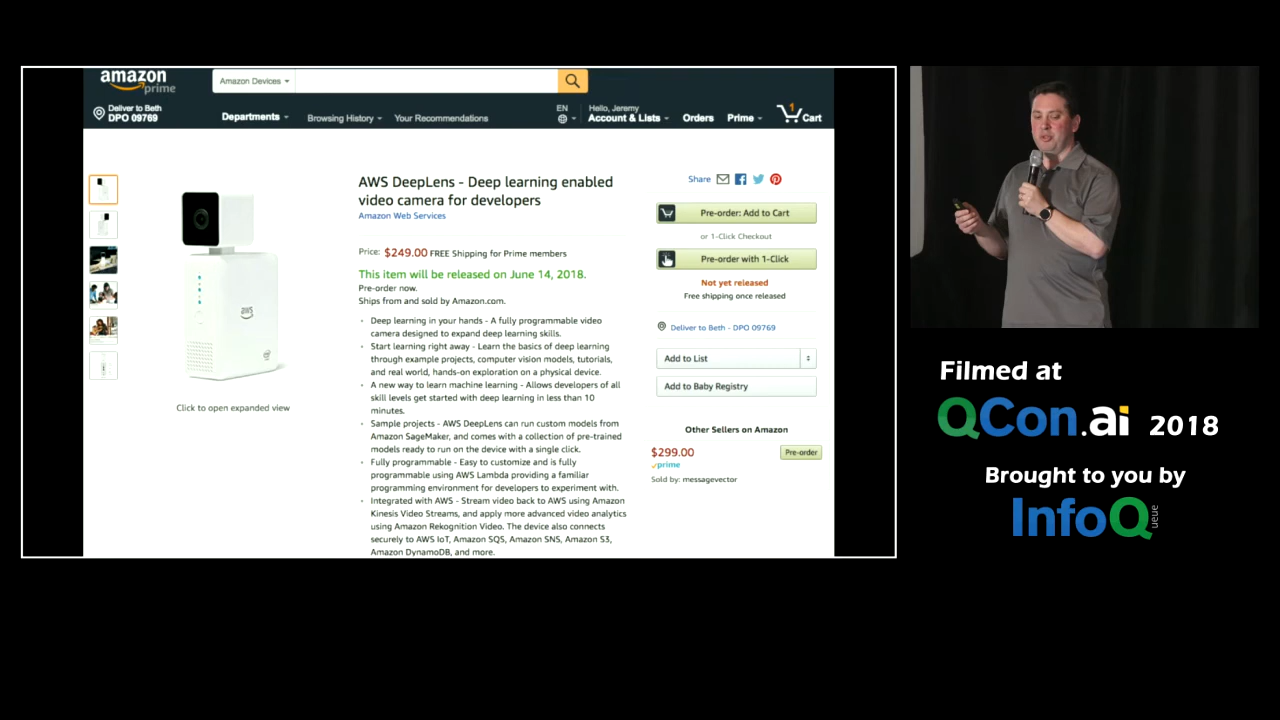 amazon
prime
Amazon Devices
Deliver to Beth
DPO 09769
Departments
Browsing History
Your Recommendations
EN
Hello, Jeremy
Account & Lists
Orders
Prime
1
Cart
AWS DeepLens - Deep learning enabled
video camera for developers
Amazon Web Services
Price: $249.00 FREE Shipping for Prime members
This item will be released on June 14, 2018.
Pre-order now.
Ships from and sold by Amazon.com.
Deep learning in your hands - A fully programmable video
camera designed to expand deep learning skills.
Start learning right away - Learn the basics of deep learning
through example projects, computer vision models, tutorials,
and real world, hands-on exploration on a physical device.
A new way to learn machine learning - Allows developers of all
skill levels get started with deep learning in less than 10
minutes.
Sample projects - AWS DeepLens can run custom models from
Amazon SageMaker, and comes with a collection of pre-trained
models ready to run on the device with a single click.
Fully programmable - Easy to customize and is fully
programmable using AWS Lambda providing a familiar
programming environment for developers to experiment with.
Integrated with AWS - Stream video back to AWS using Amazon
Kinesis Video Streams, and apply more advanced video analytics
using Amazon Rekognition Video. The device also connects
securely to AWS IoT, Amazon SQS, Amazon SNS, Amazon S3,
Amazon DynamoDB, and more.
aws
intel
Click to open expanded view
Share
Pre-order: Add to Cart
or 1-Click Checkout
Pre-order with 1-Click
Not yet released
Free shipping once released
Deliver to Beth - DPO 09769
Add to List
Add to Baby Registry
Other Sellers on Amazon
$299.00
Pre-order
prime
Sold by: messagevector
Filmed at
QCon.ai 2018
Brought to you by
InfoQ
ueue